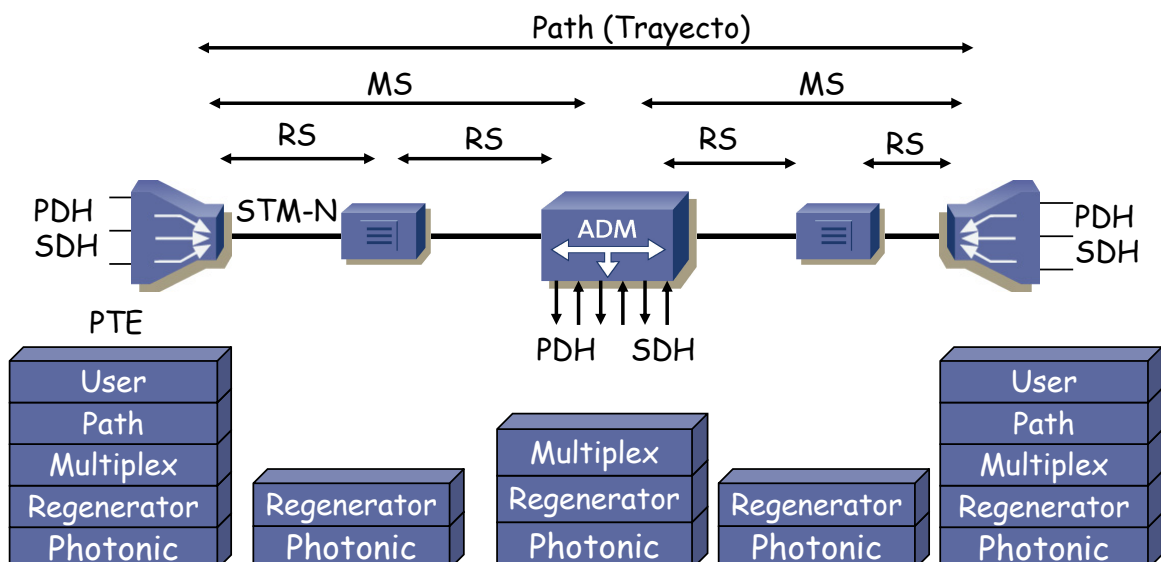 Path (Trayecto)
MS
MS
RS
RS
RS
RS
PDH
SDH
STM-N
ADM
PDH
SDH
PDH
SDH
PTE
User
Path
Multiplex
Regenerator
Photonic
Regenerator
Photonic
Multiplex
Regenerator
Photonic
Regenerator
Photonic
User
Path
Multiplex
Regenerator
Photonic